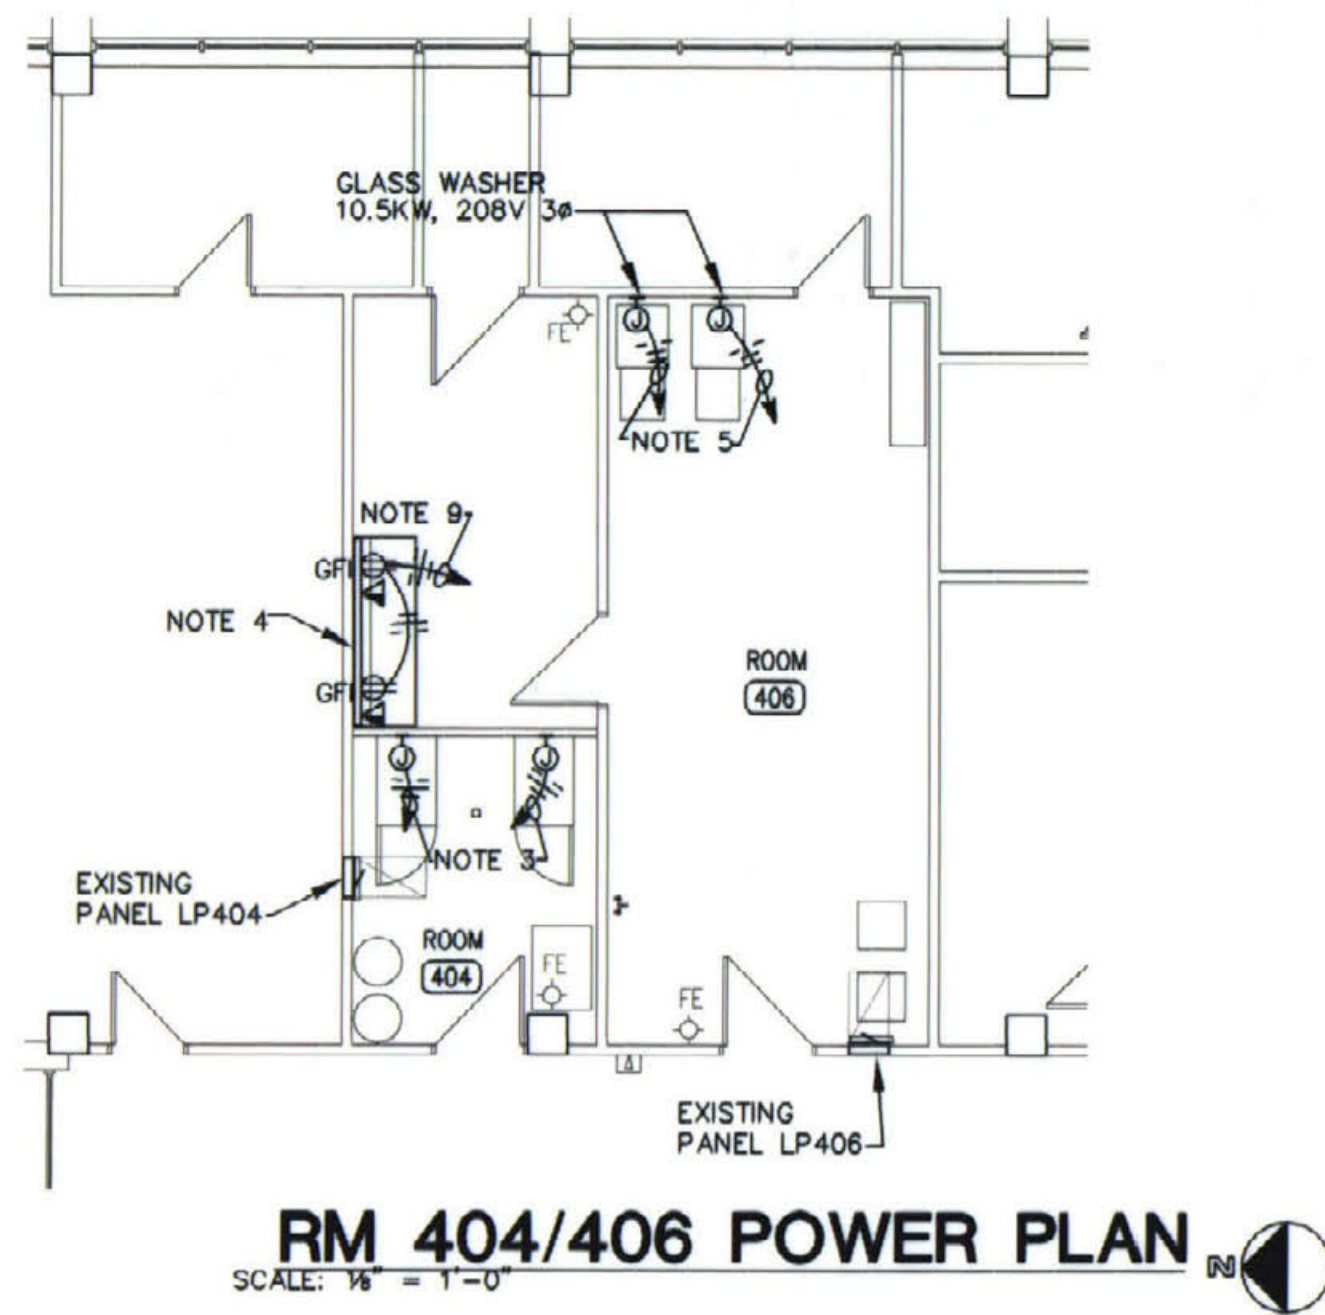 GLASS WASHER
10.5KW, 208V 3ø
J
J
FE
NOTE 5
NOTE 9
GFI
NOTE 4
GFI
ROOM
406
J
J
NOTE 3
EXISTING
PANEL LP404
ROOM
404
FE
FE
EXISTING
PANEL LP406
RM 404/406 POWER PLAN
SCALE: ⅛" = 1'-0"
N